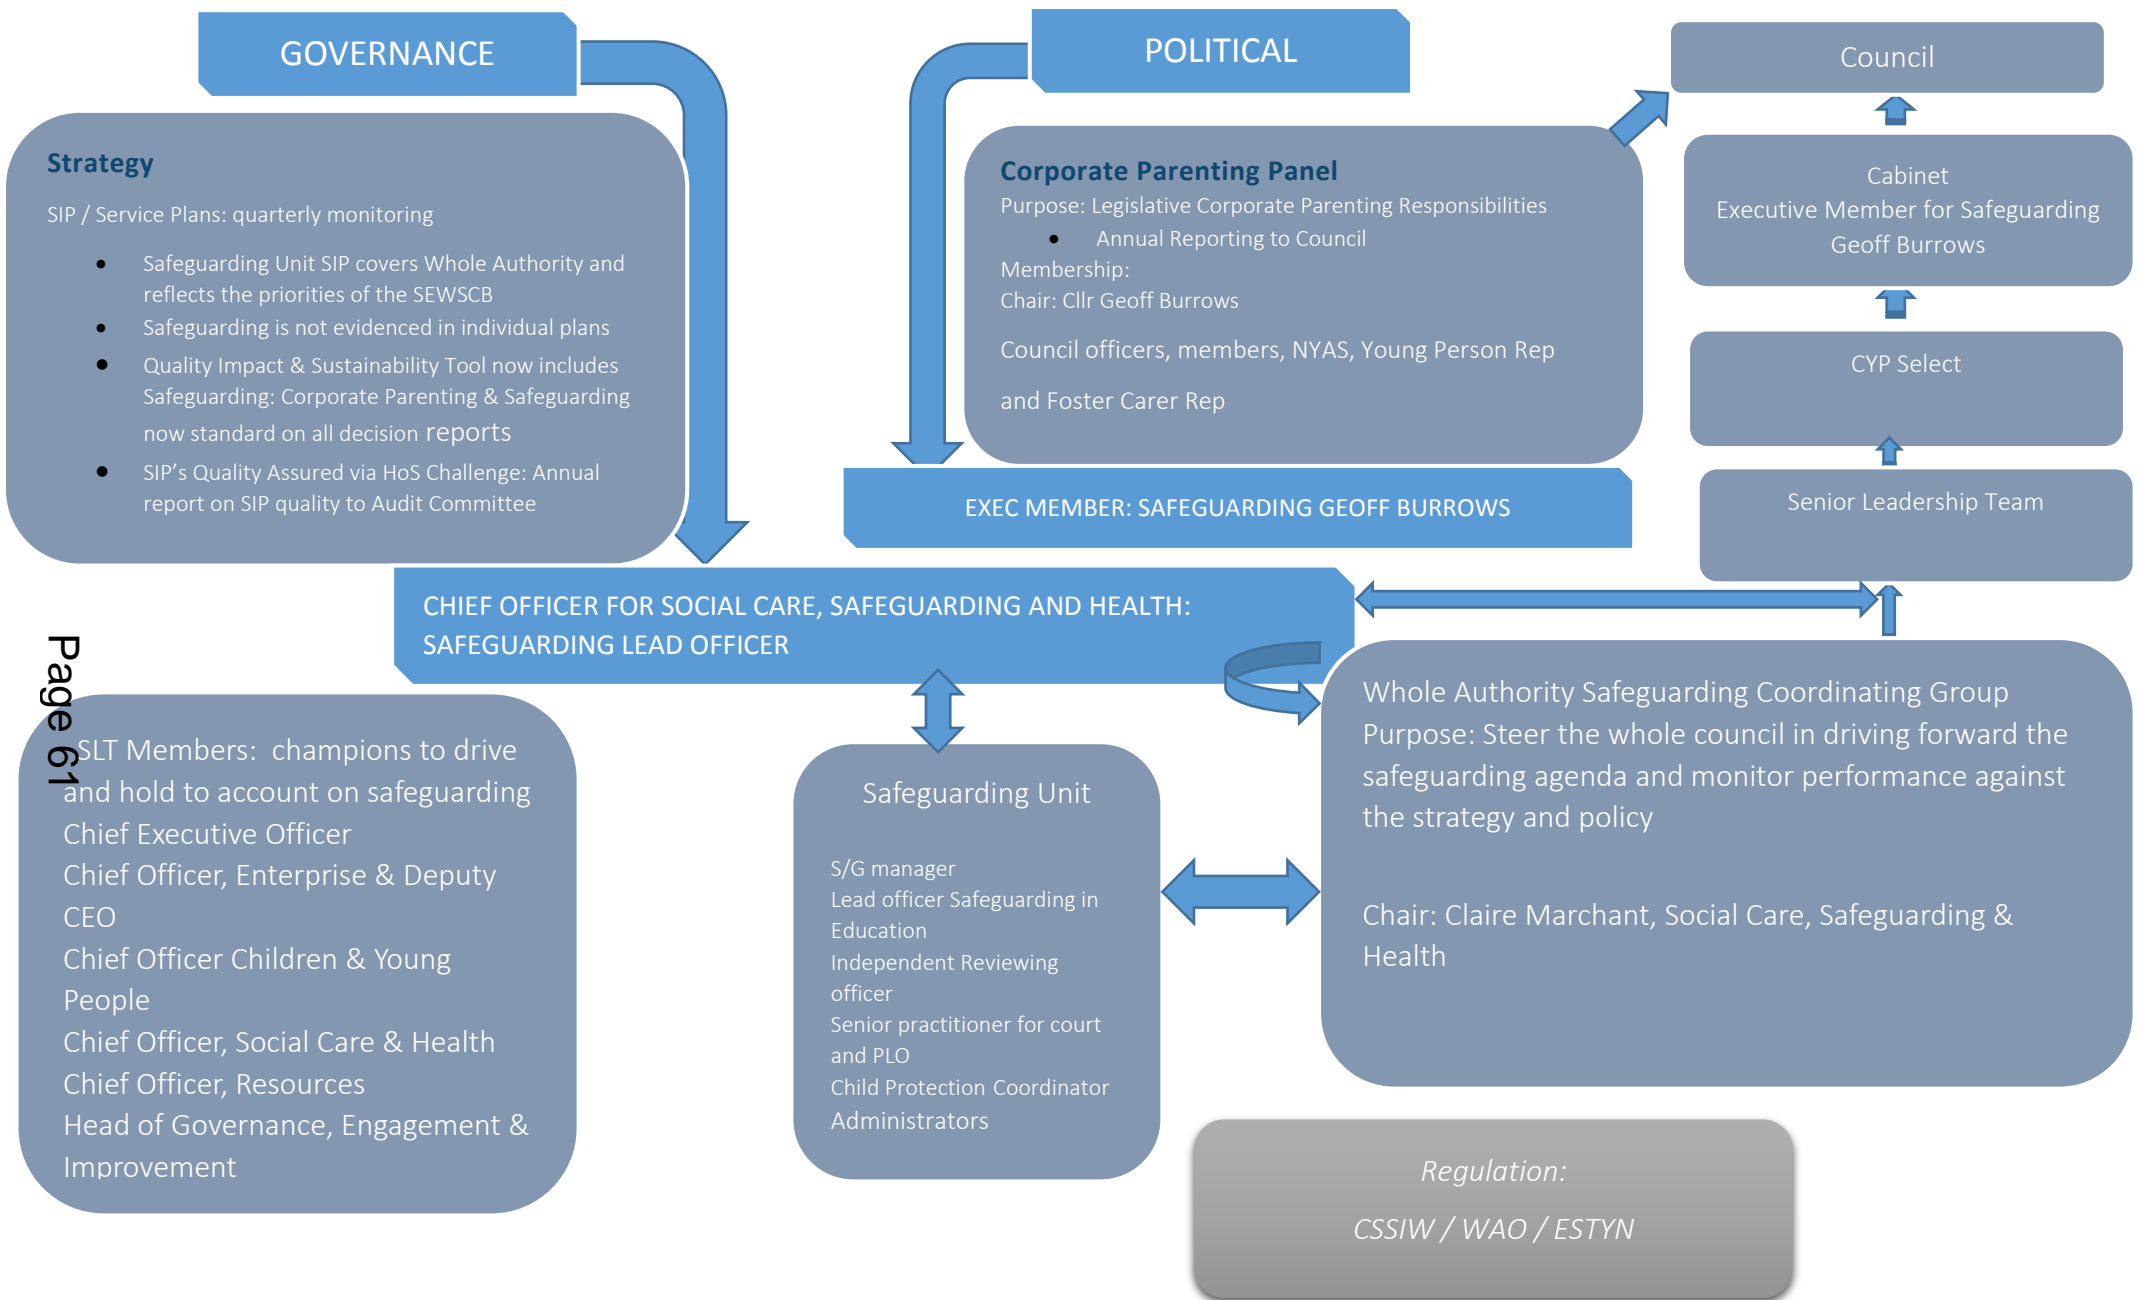 GOVERNANCE
POLITICAL
Council
Strategy
SIP / Service Plans: quarterly monitoring
• Safeguarding Unit SIP covers Whole Authority and
reflects the priorities of the SEWSCB
• Safeguarding is not evidenced in individual plans
• Quality Impact & Sustainability Tool now includes
Safeguarding: Corporate Parenting & Safeguarding
now standard on all decision reports
• SIP’s Quality Assured via HoS Challenge: Annual
report on SIP quality to Audit Committee
Corporate Parenting Panel
Purpose: Legislative Corporate Parenting Responsibilities
• Annual Reporting to Council
Membership:
Chair: Cllr Geoff Burrows
Council officers, members, NYAS, Young Person Rep
and Foster Carer Rep
Cabinet
Executive Member for Safeguarding
Geoff Burrows
CYP Select
Senior Leadership Team
EXEC MEMBER: SAFEGUARDING GEOFF BURROWS
CHIEF OFFICER FOR SOCIAL CARE, SAFEGUARDING AND HEALTH:
SAFEGUARDING LEAD OFFICER
Page 61
SLT Members: champions to drive
and hold to account on safeguarding
Chief Executive Officer
Chief Officer, Enterprise & Deputy
CEO
Chief Officer Children & Young
People
Chief Officer, Social Care & Health
Chief Officer, Resources
Head of Governance, Engagement &
Improvement
Safeguarding Unit
S/G manager
Lead officer Safeguarding in
Education
Independent Reviewing
officer
Senior practitioner for court
and PLO
Child Protection Coordinator
Administrators
Whole Authority Safeguarding Coordinating Group
Purpose: Steer the whole council in driving forward the
safeguarding agenda and monitor performance against
the strategy and policy
Chair: Claire Marchant, Social Care, Safeguarding &
Health
Regulation:
CSSIW / WAO / ESTYN